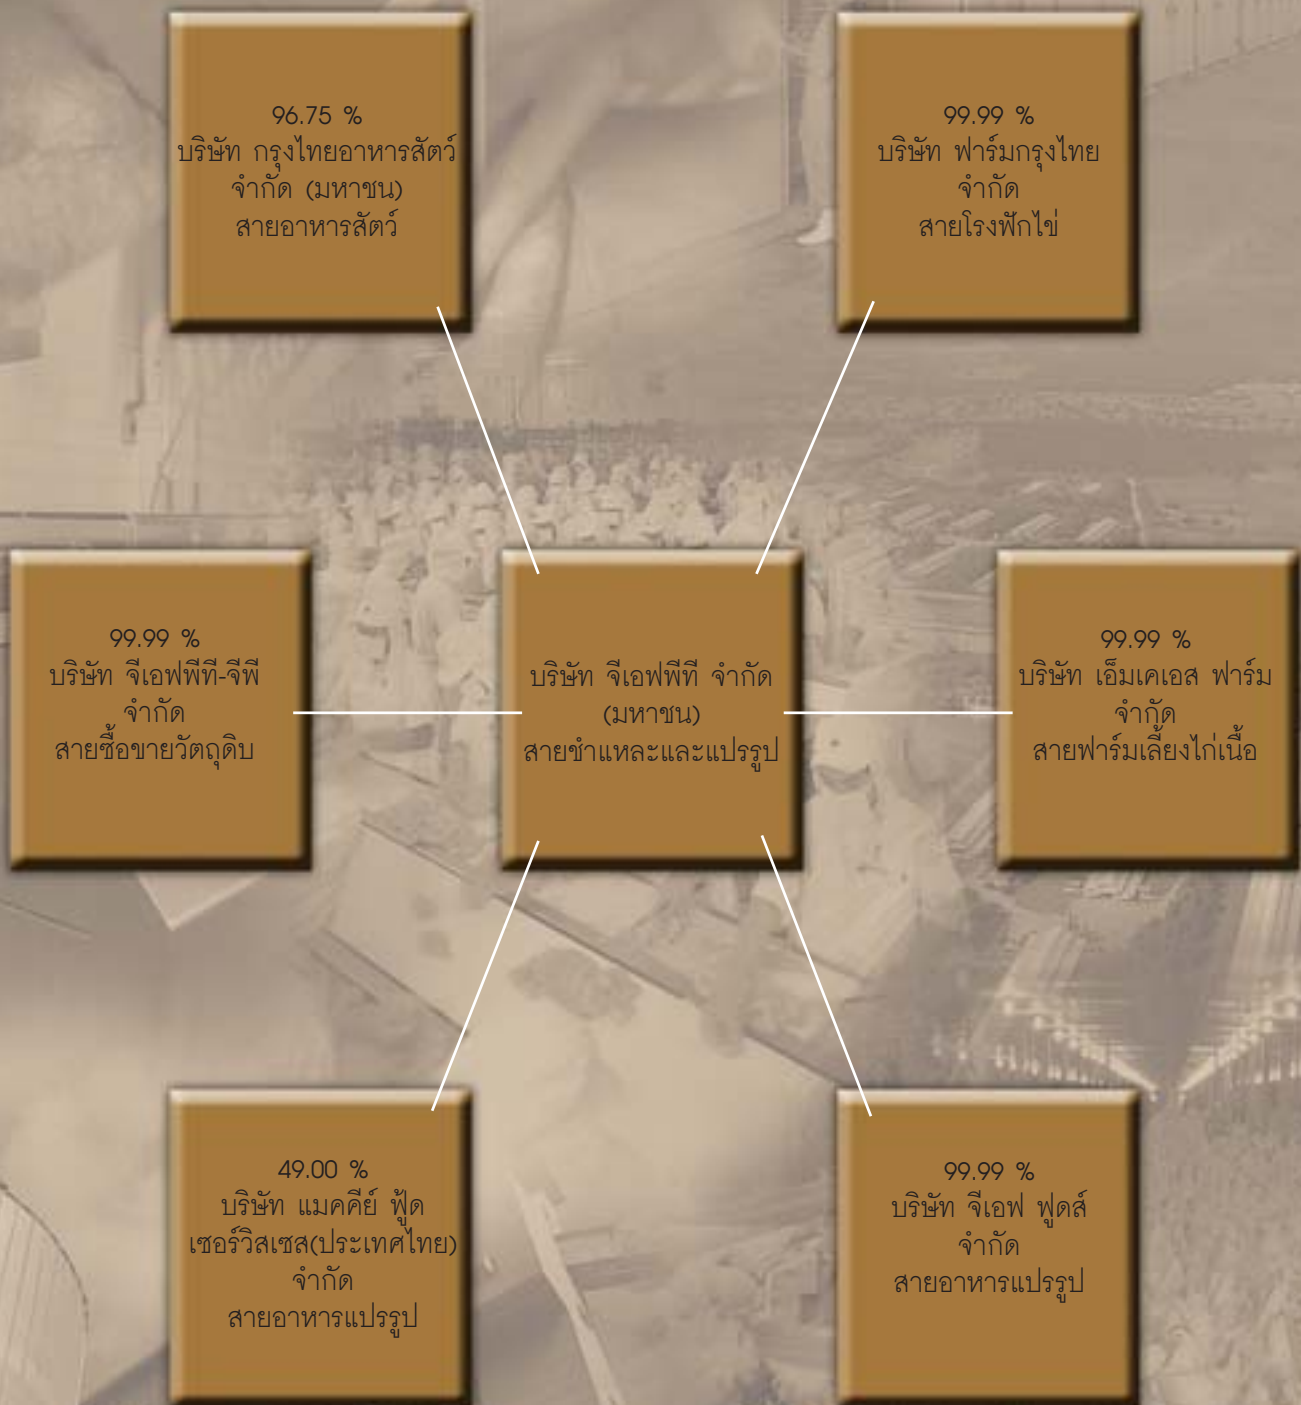 96.75 %
บริษัท กรุงไทยอาหารสัตว์
จำกัด (มหาชน)
สายอาหารสัตว์
99.99 %
บริษัท ฟาร์มกรุงไทย
จำกัด
สายโรงฟักไข่
99.99 %
บริษัท จีเอฟพีที-จีพี
จำกัด
สายซื้อขายวัตถุดิบ
บริษัท จีเอฟพีที จำกัด
(มหาชน)
สายชำแหละและแปรรูป
99.99 %
บริษัท เอ็มเคเอส ฟาร์ม
จำกัด
สายฟาร์มเลี้ยงไก่เนื้อ
49.00 %
บริษัท แมคคีย์ ฟู้ด
เซอร์วิสเซส(ประเทศไทย)
จำกัด
สายอาหารแปรรูป
99.99 %
บริษัท จีเอฟ ฟูดส์
จำกัด
สายอาหารแปรรูป